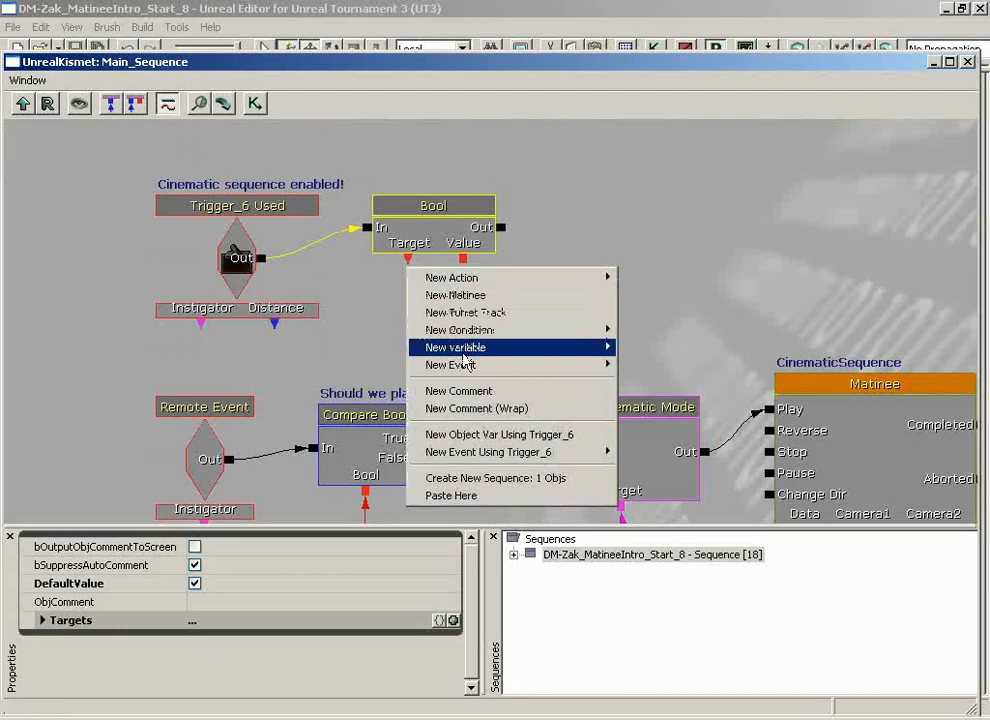 DM-Zak_MatineeIntro_Start_8 - Unreal Editor for Unreal Tournament 3 (UT3)
File Edit View Brush Build Tools Help
Local
No Propagation
UnrealKismet: Main_Sequence
Window
Cinematic sequence enabled!
Trigger_6 Used
Out
Instigator Distance
Bool
In Out
Target Value
New Action
New Matinee
New Turret Track
New Condition
New Variable
New Event
New Comment
New Comment (Wrap)
New Object Var Using Trigger_6
New Event Using Trigger_6
Create New Sequence: 1 Objs
Paste Here
Remote Event
Out
Instigator
Should we pla
Compare Boo
In
Tru
False
Bool
ematic Mode
Out
rget
CinematicSequence
Matinee
Play
Reverse
Stop
Pause
Change Dir
Completed
Aborted
Data Camera1 Camera2
bOutputObjCommentToScreen
bSuppressAutoComment
DefaultValue
ObjComment
Targets ...
Properties
Sequences
Sequences
DM-Zak_MatineeIntro_Start_8 - Sequence [18]